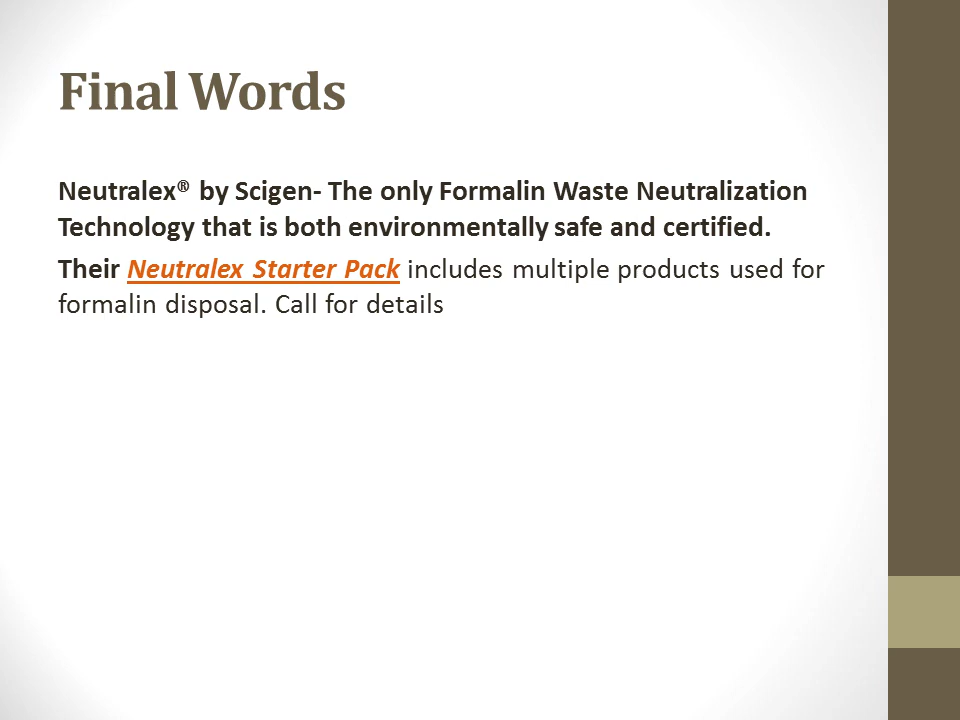 Final Words
Neutralex® by Scigen- The only Formalin Waste Neutralization
Technology that is both environmentally safe and certified.
Their Neutralex Starter Pack includes multiple products used for
formalin disposal. Call for details